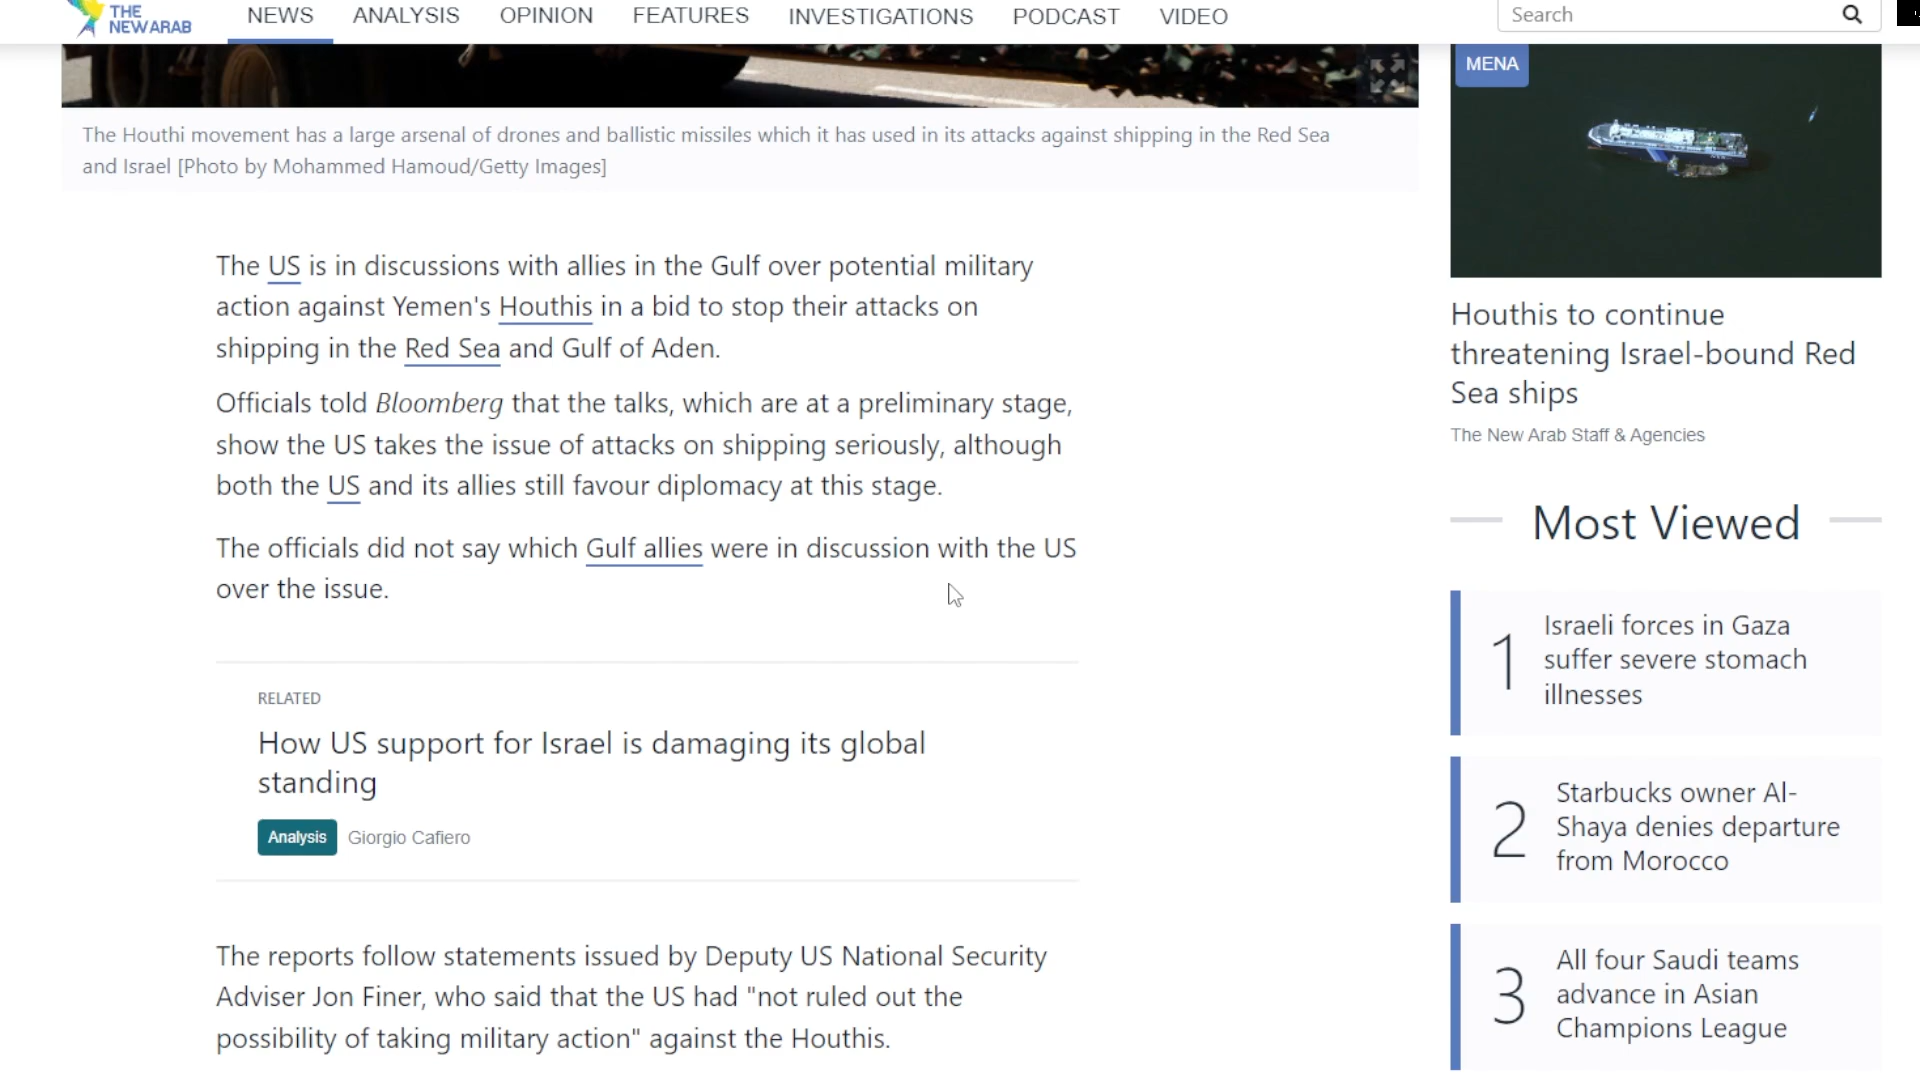 THE
NEWARAB
NEWS
ANALYSIS
OPINION
FEATURES
INVESTIGATIONS
PODCAST
VIDEO
Search
The Houthi movement has a large arsenal of drones and ballistic missiles which it has used in its attacks against shipping in the Red Sea
and Israel [Photo by Mohammed Hamoud/Getty Images]
The US is in discussions with allies in the Gulf over potential military
action against Yemen's Houthis in a bid to stop their attacks on
shipping in the Red Sea and Gulf of Aden.
Officials told Bloomberg that the talks, which are at a preliminary stage,
show the US takes the issue of attacks on shipping seriously, although
both the US and its allies still favour diplomacy at this stage.
The officials did not say which Gulf allies were in discussion with the US
over the issue.
RELATED
How US support for Israel is damaging its global
standing
Analysis
Giorgio Cafiero
The reports follow statements issued by Deputy US National Security
Adviser Jon Finer, who said that the US had "not ruled out the
possibility of taking military action" against the Houthis.
MENA
Houthis to continue
threatening Israel-bound Red
Sea ships
The New Arab Staff & Agencies
Most Viewed
1
Israeli forces in Gaza
suffer severe stomach
illnesses
2
Starbucks owner Al-
Shaya denies departure
from Morocco
3
All four Saudi teams
advance in Asian
Champions League